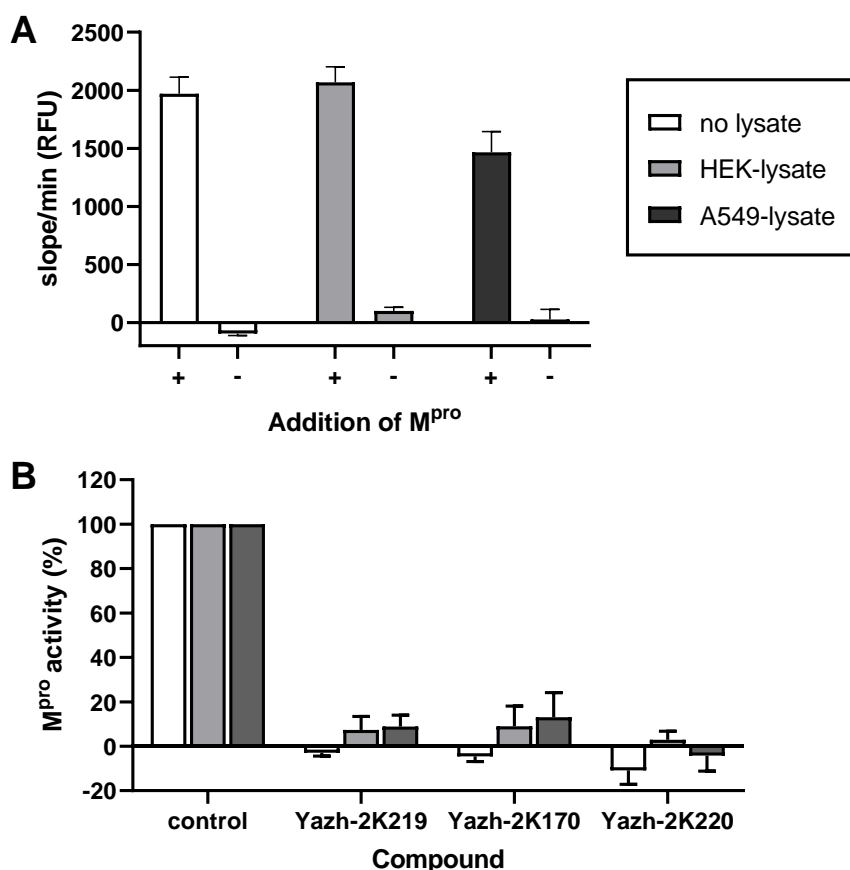 A
2500
2000
1500
1000
500
0
slope/min (RFU)
+ - + - + -
Addition of Mpro
no lysate
HEK-lysate
A549-lysate
B
120
100
80
60
40
20
0
-20
Mpro activity (%)
control Yazh-2K219 Yazh-2K170 Yazh-2K220
Compound